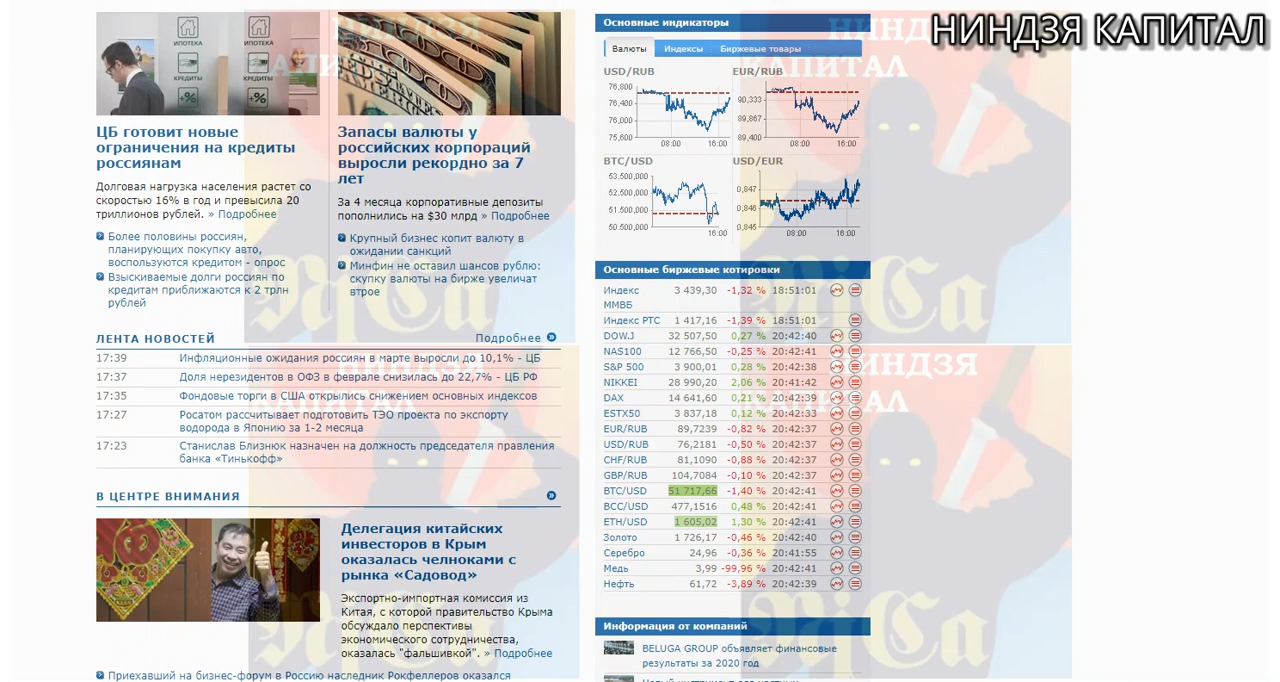 НИНДЗЯ КАПИТАЛ
ИПОТЕКА
ИПОТЕКА
КРЕДИТЫ
КРЕДИТЫ
ЦБ готовит новые
ограничения на кредиты
россиянам
Долговая нагрузка населения растет со
скоростью 16% в год и превысила 20
триллионов рублей. » Подробнее
Более половины россиян,
планирующих покупку авто,
воспользуются кредитом - опрос
Взыскиваемые долги россиян по
кредитам приближаются к 2 трлн
рублей
Запасы валюты у
российских корпораций
выросли рекордно за 7
лет
За 4 месяца корпоративные депозиты
пополнились на $30 млрд » Подробнее
Крупный бизнес копит валюту в
ожидании санкций
Минфин не оставил шансов рублю:
скупку валюты на бирже увеличат
втрое
ЛЕНТА НОВОСТЕЙ Подробнее
17:39 Инфляционные ожидания россиян в марте выросли до 10,1% - ЦБ
17:37 Доля нерезидентов в ОФЗ в феврале снизилась до 22,7% - ЦБ РФ
17:35 Фондовые торги в США открылись снижением основных индексов
17:27 Росатом рассчитывает подготовить ТЭО проекта по экспорту
водорода в Японию за 1-2 месяца
17:23 Станислав Близнюк назначен на должность председателя правления
банка «Тинькофф»
В ЦЕНТРЕ ВНИМАНИЯ
Делегация китайских
инвесторов в Крым
оказалась челноками с
рынка «Садовод»
Экспортно-импортная комиссия из
Китая, с которой правительство Крыма
обсуждало перспективы
экономического сотрудничества,
оказалась "фальшивкой". » Подробнее
Приехавший на бизнес-форум в Россию наследник Рокфеллеров оказался
Основные индикаторы
Валюты Индексы Биржевые товары
USD/RUB EUR/RUB
76,800
76,400
76,000
75,600
08:00 16:00
90,333
89,867
89,400
08:00 16:00
BTC/USD USD/EUR
53.500,000
52.500,000
51.500,000
50.500,000
16:00
0,847
0,846
0,846
08:00 16:00
Основные биржевые котировки
Индекс 3 439,30 -1,32 % 18:51:01
ММВБ
Индекс РТС 1 417,16 -1,39 % 18:51:01
DOW.J 32 507,50 0,27 % 20:42:40
NAS100 12 766,50 -0,25 % 20:42:41
S&P 500 3 900,01 0,28 % 20:42:38
NIKKEI 28 990,20 2,06 % 20:41:42
DAX 14 641,60 0,21 % 20:42:39
ESTX50 3 837,18 0,12 % 20:42:33
EUR/RUB 89,7239 -0,82 % 20:42:37
USD/RUB 76,2181 -0,50 % 20:42:37
CHF/RUB 81,1090 -0,88 % 20:42:37
GBP/RUB 104,7084 -0,10 % 20:42:37
BTC/USD 51 717,66 -1,40 % 20:42:41
BCC/USD 477,1516 0,48 % 20:42:41
ETH/USD 1 605,02 1,30 % 20:42:41
Золото 1 726,17 -0,46 % 20:42:40
Серебро 24,96 -0,36 % 20:41:55
Медь 3,99 -99,96 % 20:42:41
Нефть 61,72 -3,89 % 20:42:39
Информация от компаний
BELUGA GROUP объявляет финансовые
результаты за 2020 год
НИНДЗЯ
КАПИТАЛ
NiCa